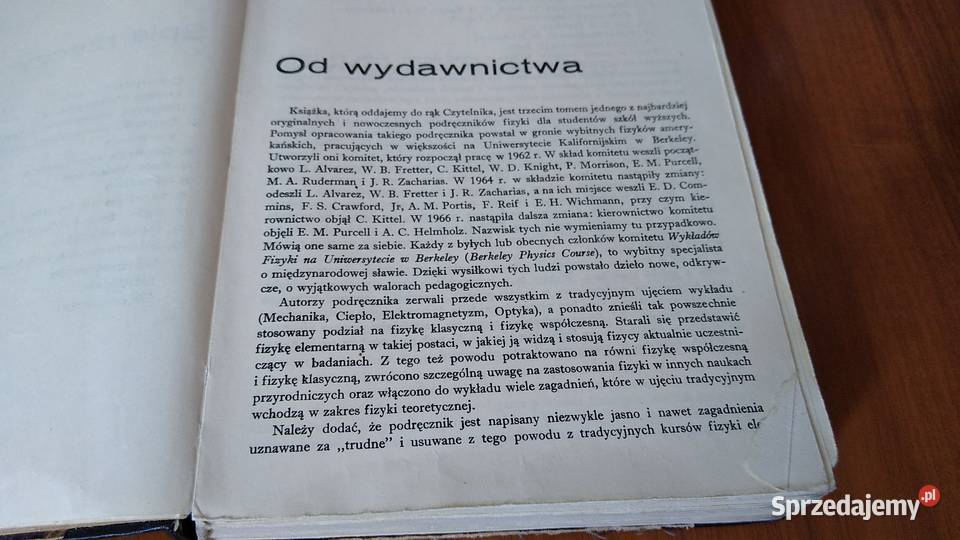 Od wydawnictwa
Książka, którą oddajemy do rąk Czytelnika, jest trzecim tomem jednego z najbardziej
oryginalnych i nowoczesnych podręczników fizyki dla studentów szkół wyższych.
Pomysł opracowania takiego podręcznika powstał w gronie wybitnych fizyków amery-
kańskich, pracujących w większości na Uniwersytecie Kalifornijskim w Berkeley.
Utworzyli oni komitet, który rozpoczął pracę w 1962 r. W skład komitetu weszli począt-
kowo L. Alvarez, W. B. Fretter, C. Kittel, W. D. Knight, P. Morrison, E. M. Purcell,
M. A. Ruderman i J. R. Zacharias. W 1964 r. w składzie komitetu nastąpiły zmiany:
odeszli L. Alvarez, W. B. Fretter i J. R. Zacharias, a na ich miejsce weszli E. D. Com-
mins, F. S. Crawford, Jr, A. M. Portis, F. Reif i E. H. Wichmann, przy czym kie-
rownictwo objął C. Kittel. W 1966 r. nastąpiła dalsza zmiana: kierownictwo komitetu
objęli E. M. Purcell i A. C. Helmholz. Nazwisk tych nie wymieniamy tu przypadkowo.
Mówią one same za siebie. Każdy z byłych lub obecnych członków komitetu Wykładów
Fizyki na Uniwersytecie w Berkeley (Berkeley Physics Course), to wybitny specjalista
o międzynarodowej sławie. Dzięki wysiłkowi tych ludzi powstało dzieło nowe, odkryw-
cze, o wyjątkowych walorach pedagogicznych.
Autorzy podręcznika zerwali przede wszystkim z tradycyjnym ujęciem wykładu
(Mechanika, Ciepło, Elektromagnetyzm, Optyka), a ponadto znieśli tak powszechnie
stosowany podział na fizykę klasyczną i fizykę współczesną. Starali się przedstawić
fizykę elementarną w takiej postaci, w jakiej ją widzą i stosują fizycy aktualnie uczestni-
czący w badaniach. Z tego też powodu potraktowano na równi fizykę współczesną
i fizykę klasyczną, zwrócono szczególną uwagę na zastosowania fizyki w innych naukach
przyrodniczych oraz włączono do wykładu wiele zagadnień, które w ujęciu tradycyjnym
wchodzą w zakres fizyki teoretycznej.
Należy dodać, że podręcznik jest napisany niezwykle jasno i nawet zagadnienia
uznawane za „trudne” i usuwane z tego powodu z tradycyjnych kursów fizyki
Sprzedajemy.pl